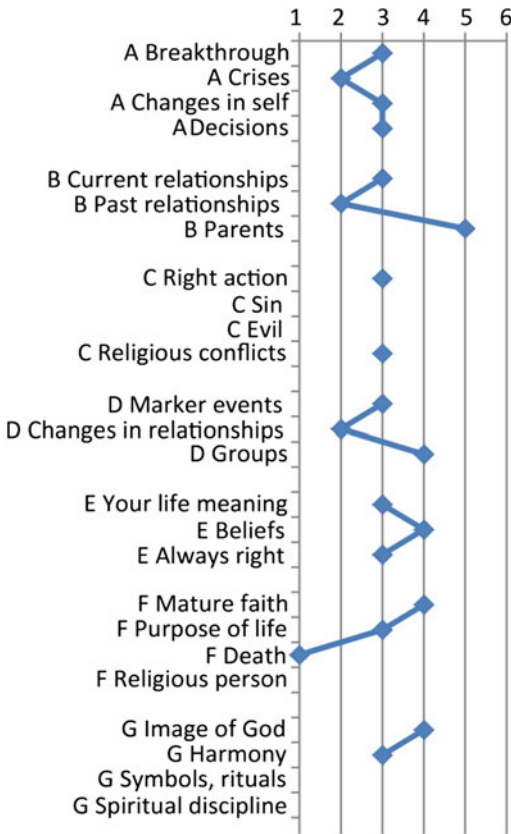 1 2 3 4 5 6
A Breakthrough
A Crises
A Changes in self
A Decisions
B Current relationships
B Past relationships
B Parents
C Right action
C Sin
C Evil
C Religious conflicts
D Marker events
D Changes in relationships
D Groups
E Your life meaning
E Beliefs
E Always right
F Mature faith
F Purpose of life
F Death
F Religious person
G Image of God
G Harmony
G Symbols, rituals
G Spiritual discipline